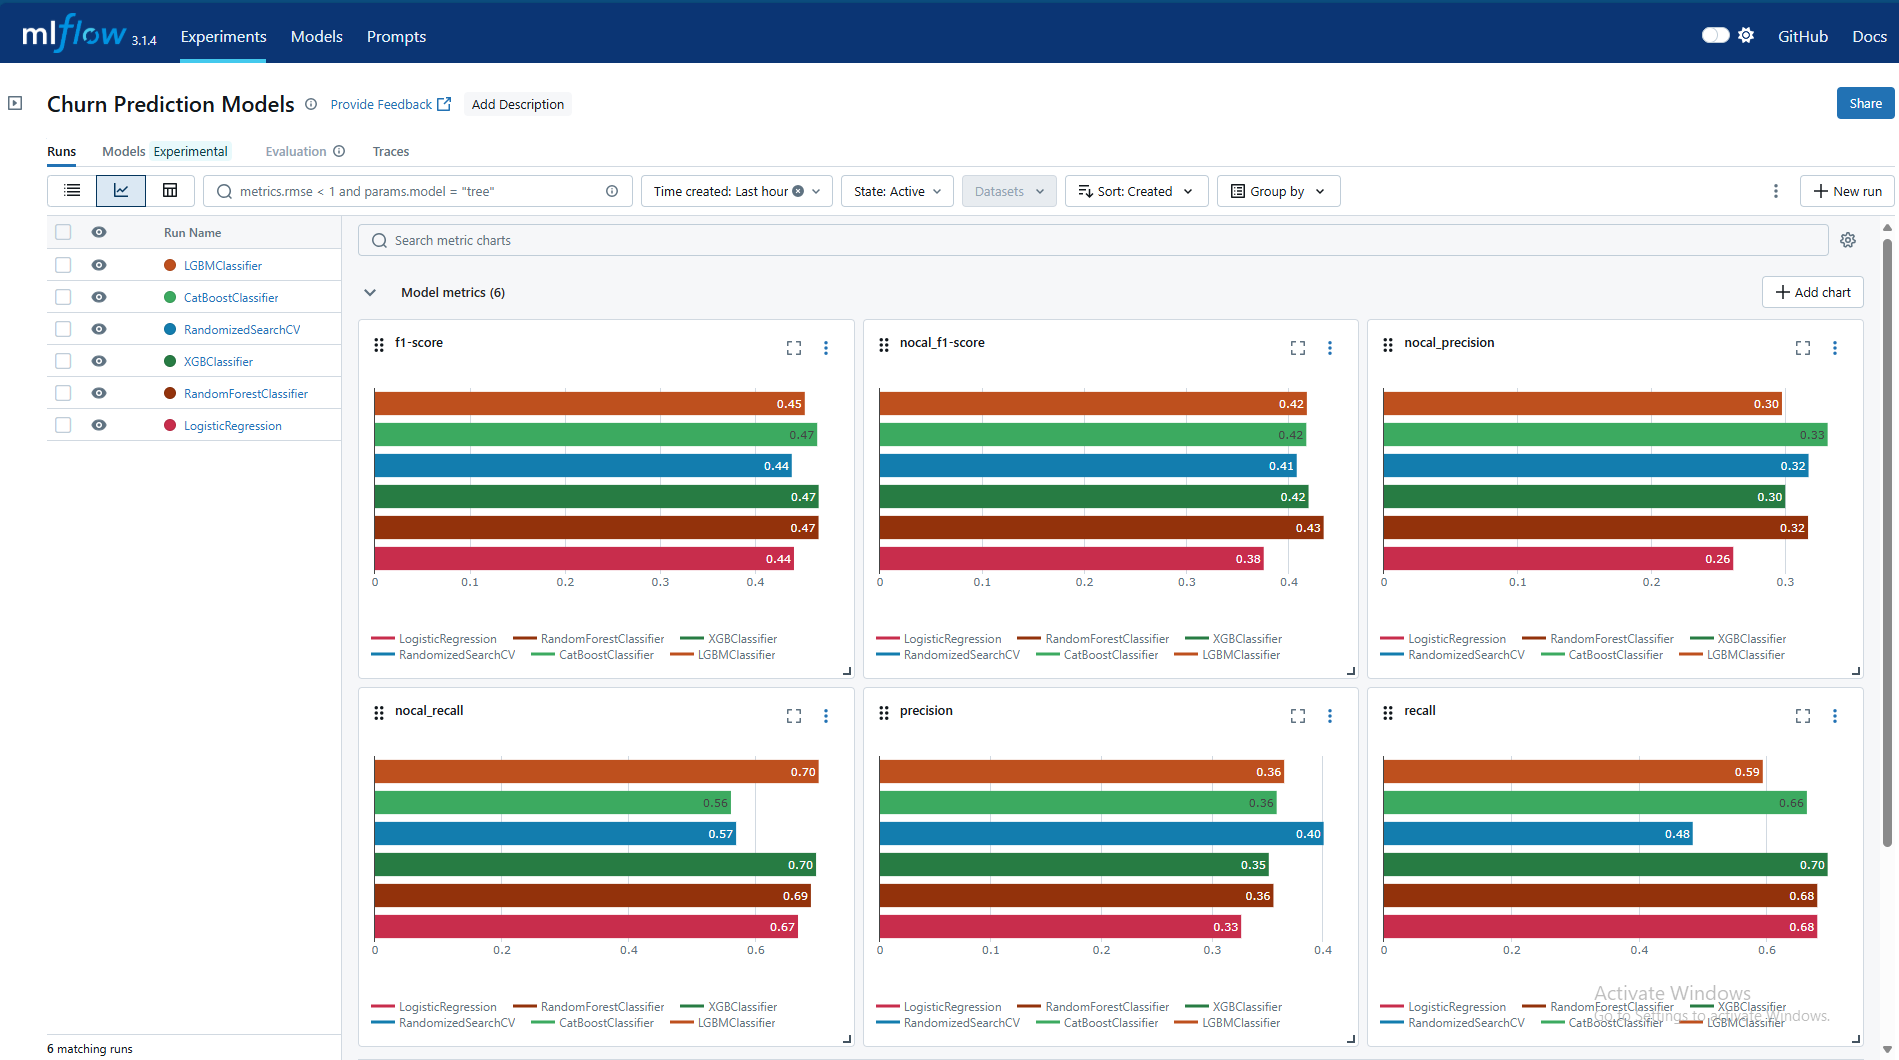 mlflow 3.1.4 Experiments Models Prompts GitHub Docs
Churn Prediction Models Provide Feedback Add Description Share
Runs Models Experimental Evaluation Traces
metrics.rmse < 1 and params.model = "tree" Time created: Last hour State: Active Datasets Sort: Created Group by New run
Run Name
LGBMClassifier
CatBoostClassifier
RandomizedSearchCV
XGBClassifier
RandomForestClassifier
LogisticRegression
6 matching runs
Search metric charts
Model metrics (6) Add chart
f1-score
0.45
0.47
0.44
0.47
0.47
0.44
0 0.1 0.2 0.3 0.4
LogisticRegression RandomForestClassifier XGBClassifier
RandomizedSearchCV CatBoostClassifier LGBMClassifier
nocal_f1-score
0.42
0.42
0.41
0.42
0.43
0.38
0 0.1 0.2 0.3 0.4
LogisticRegression RandomForestClassifier XGBClassifier
RandomizedSearchCV CatBoostClassifier LGBMClassifier
nocal_precision
0.30
0.33
0.32
0.30
0.32
0.26
0 0.1 0.2 0.3
LogisticRegression RandomForestClassifier XGBClassifier
RandomizedSearchCV CatBoostClassifier LGBMClassifier
nocal_recall
0.70
0.56
0.57
0.70
0.69
0.67
0 0.2 0.4 0.6
LogisticRegression RandomForestClassifier XGBClassifier
RandomizedSearchCV CatBoostClassifier LGBMClassifier
precision
0.36
0.36
0.40
0.35
0.36
0.33
0 0.1 0.2 0.3 0.4
LogisticRegression RandomForestClassifier XGBClassifier
RandomizedSearchCV CatBoostClassifier LGBMClassifier
recall
0.59
0.66
0.48
0.70
0.68
0.68
0 0.2 0.4 0.6
LogisticRegression RandomForestClassifier XGBClassifier
RandomizedSearchCV CatBoostClassifier LGBMClassifier
Activate Windows
Go to Settings to activate Windows.